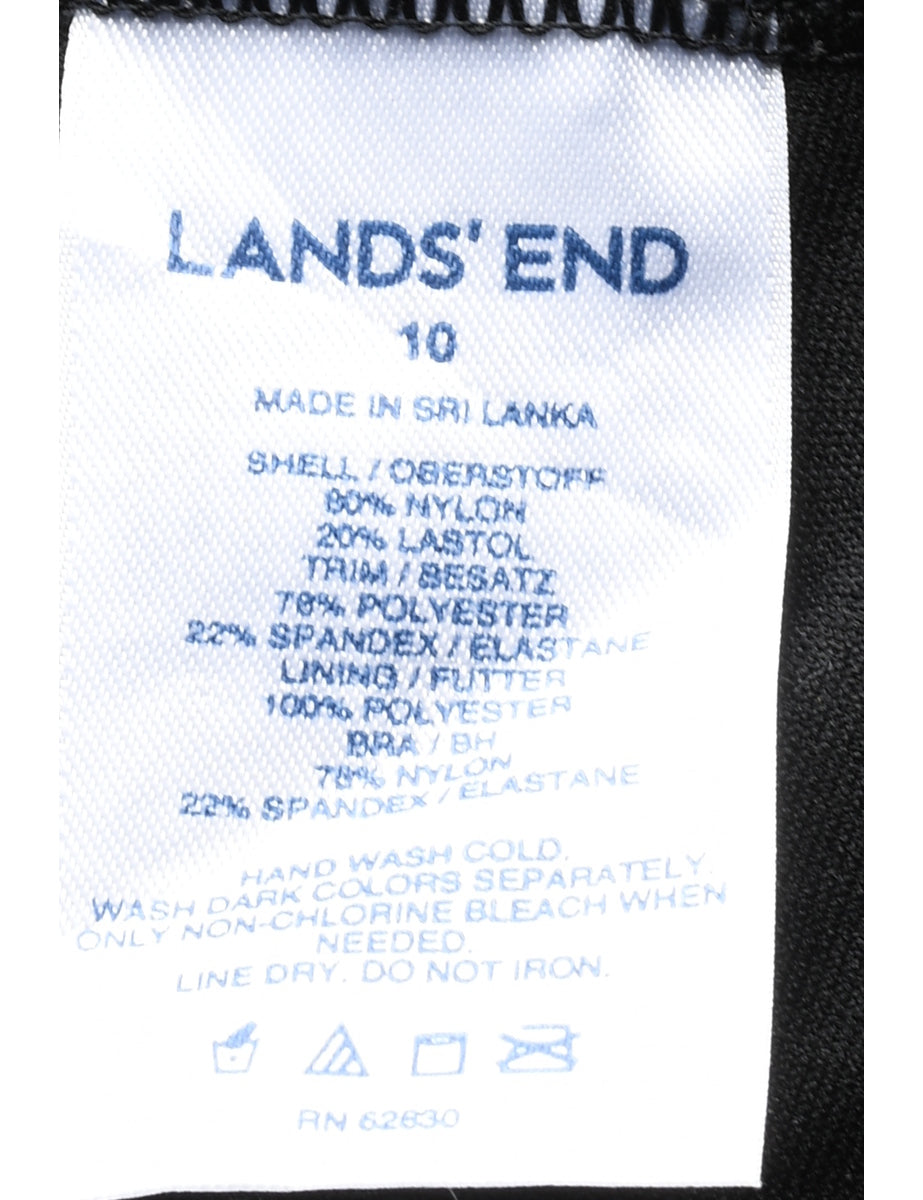 LANDS' END
10
MADE IN SRI LANKA
SHELL / OBERSTOFF
80% NYLON
20% LASTOL
TRIM / BESATZ
78% POLYESTER
22% SPANDEX / ELASTANE
LINING / FUTTER
100% POLYESTER
BRA / BH
78% NYLON
22% SPANDEX / ELASTANE
HAND WASH COLD.
WASH DARK COLORS SEPARATELY.
ONLY NON-CHLORINE BLEACH WHEN
NEEDED.
LINE DRY. DO NOT IRON.
RN 62830